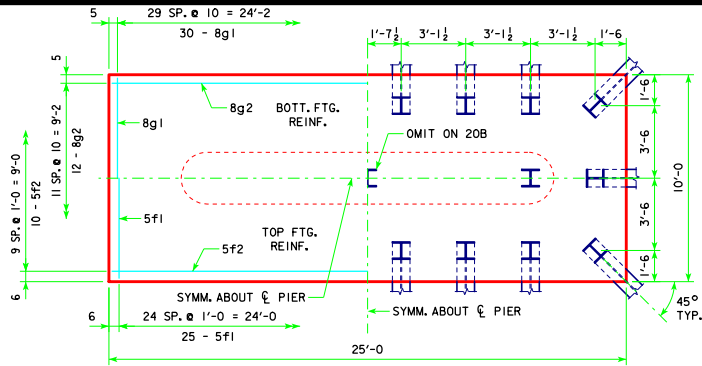 5
29 SP. @ 10 = 24'-2
30 - 8g1
1'-7½
3'-1½
3'-1½
3'-1½
1'-6
5
11 SP. @ 10 = 9'-2
12 - 8g2
9 SP. @ 1'-0 = 9'-0
10 - 5f2
6
8g2
8g1
BOTT. FTG.
REINF.
OMIT ON 20B
5f1
TOP FTG.
REINF.
5f2
1'-6
3'-6
3'-6
1'-6
10'-0
SYMM. ABOUT ℄ PIER
SYMM. ABOUT ℄ PIER
45°
TYP.
6
24 SP. @ 1'-0 = 24'-0
25 - 5f1
25'-0